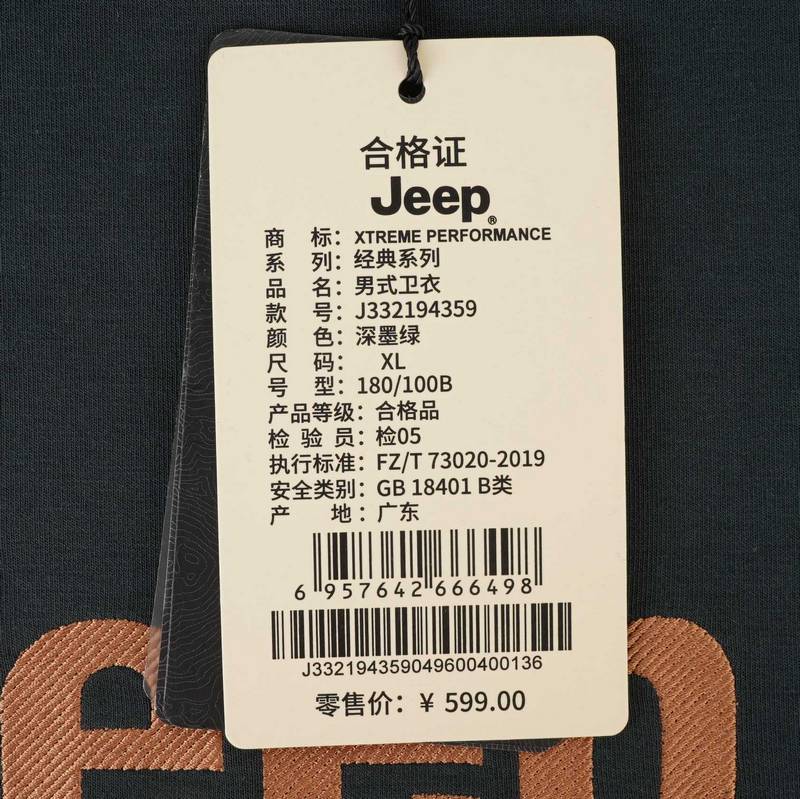 合格证
Jeep®
商 标：XTREME PERFORMANCE
系 列：经典系列
品 名：男式卫衣
款 号：J332194359
颜 色：深墨绿
尺 码： XL
号 型：180/100B
产品等级：合格品
检 验 员：检05
执行标准：FZ/T 73020-2019
安全类别：GB 18401 B类
产 地：广东
6 957642 666498
J332194359049600400136
零售价：¥ 599.00